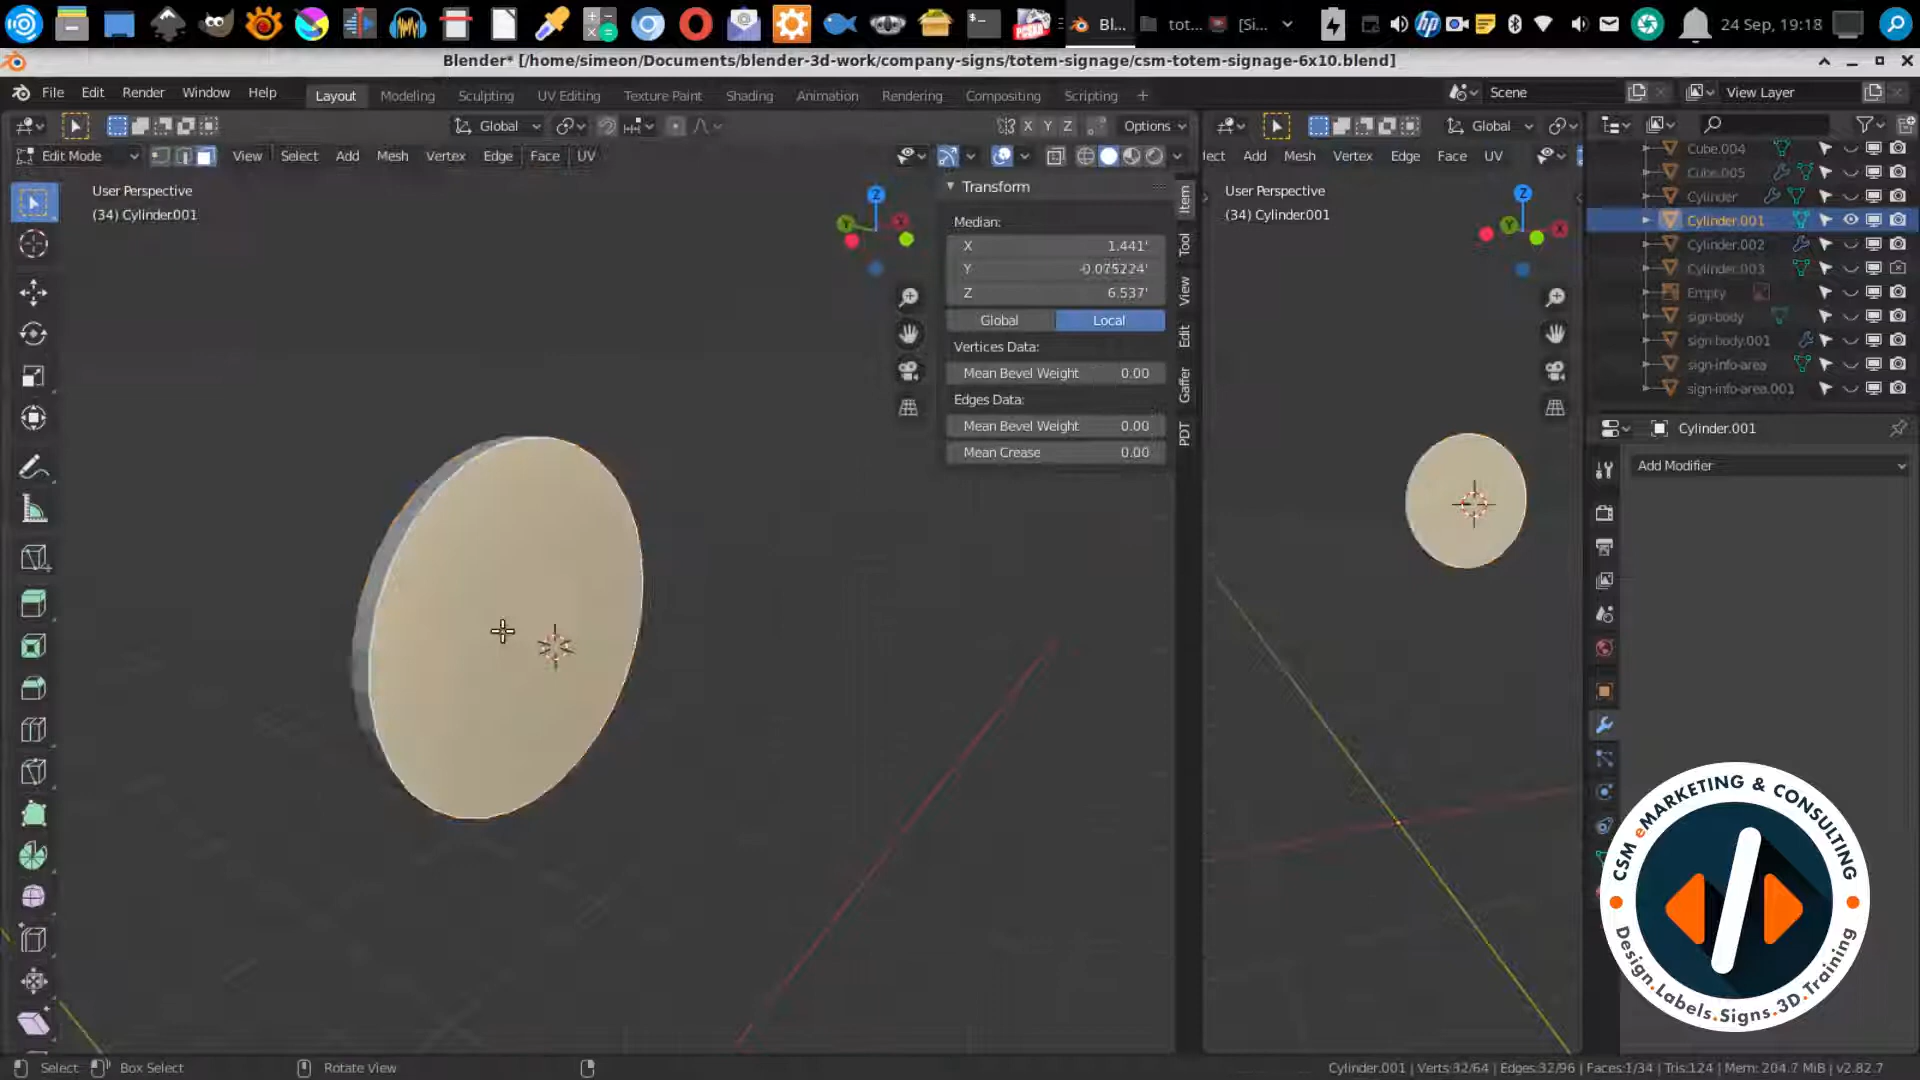 Bl...
tot...
[Si...
24 Sep, 19:18
Blender* [/home/simeon/Documents/blender-3d-work/company-signs/totem-signage/csm-totem-signage-6x10.blend]
File Edit Render Window Help
Layout Modeling Sculpting UV Editing Texture Paint Shading Animation Rendering Compositing Scripting +
Scene
View Layer
Global
X Y Z
Options
Global
Edit Mode
View Select Add Mesh Vertex Edge Face UV
lect Add Mesh Vertex Edge Face UV
User Perspective
(34) Cylinder.001
Transform
Median:
X 1.441'
Y -0.075224'
Z 6.537'
Global Local
Vertices Data:
Mean Bevel Weight 0.00
Edges Data:
Mean Bevel Weight 0.00
Mean Crease 0.00
Item
Tool
View
Edit
Gaffer
PDT
User Perspective
(34) Cylinder.001
Cube.004
Cube.005
Cylinder
Cylinder.001
Cylinder.002
Cylinder.003
Empty
sign-body
sign-body.001
sign-info-area
sign-info-area.001
Cylinder.001
Add Modifier
CSM eMARKETING & CONSULTING
Design.Labels.Signs.3D.Training
Select
Box Select
Rotate View
Cylinder.001 | Verts:32/64 | Edges:32/96 | Faces:1/34 | Tris:124 | Mem: 204.7 MiB | v2.82.7